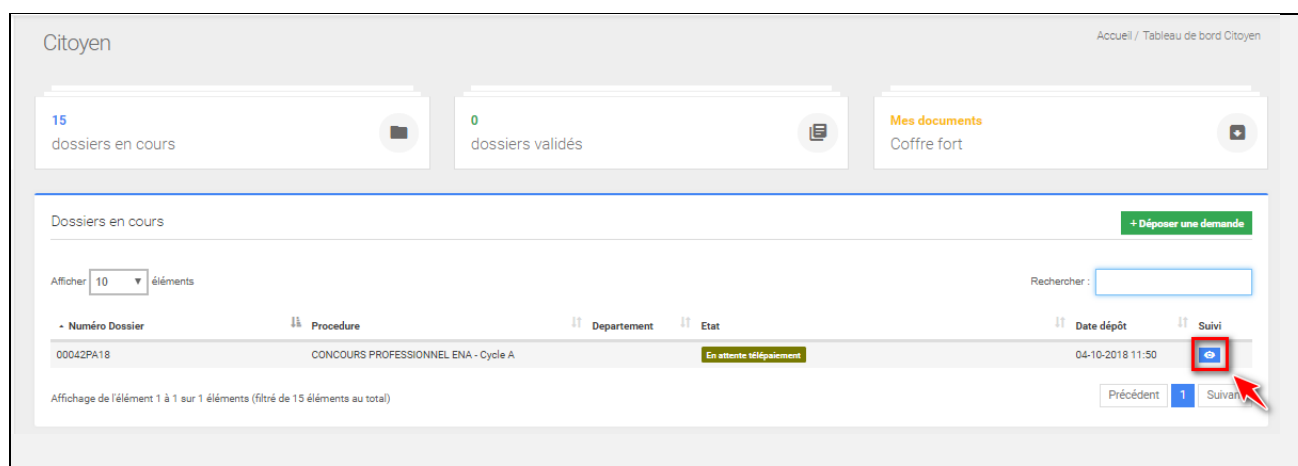 Citoyen
Accueil / Tableau de bord Citoyen
15
dossiers en cours
0
dossiers validés
Mes documents
Coffre fort
Dossiers en cours
+ Déposer une demande
Afficher 10 éléments
Rechercher :
Numéro Dossier Procedure Departement Etat Date dépôt Suivi
00042PA18 CONCOURS PROFESSIONNEL ENA - Cycle A En attente télépaiement 04-10-2018 11:50
Affichage de l'élément 1 à 1 sur 1 éléments (filtré de 15 éléments au total)
Précédent 1 Suivan